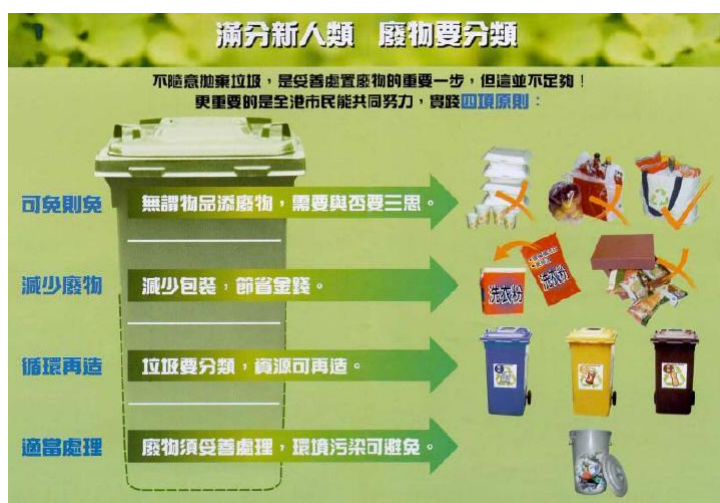 滿分新人類 廢物要分類
不隨意拋棄垃圾，是妥善處置廢物的重要一步，但這並不足夠！
更重要的是全港市民能共同努力，實踐四項原則：
可免則免
無謂物品添廢物，需要與否要三思。
減少廢物
減少包裝，節省金錢。
洗衣粉
洗衣粉
循環再造
垃圾要分類，資源可再造。
適當處理
廢物須妥善處理，環境污染可避免。